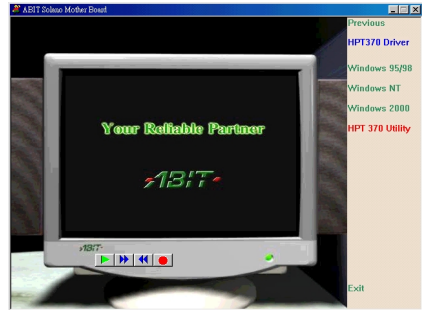 ABIT Solano Mother Board
Previous
HPT370 Driver
Windows 95/98
Windows NT
Windows 2000
HPT 370 Utility
Your Reliable Partner
ABIT
ABIT
Exit